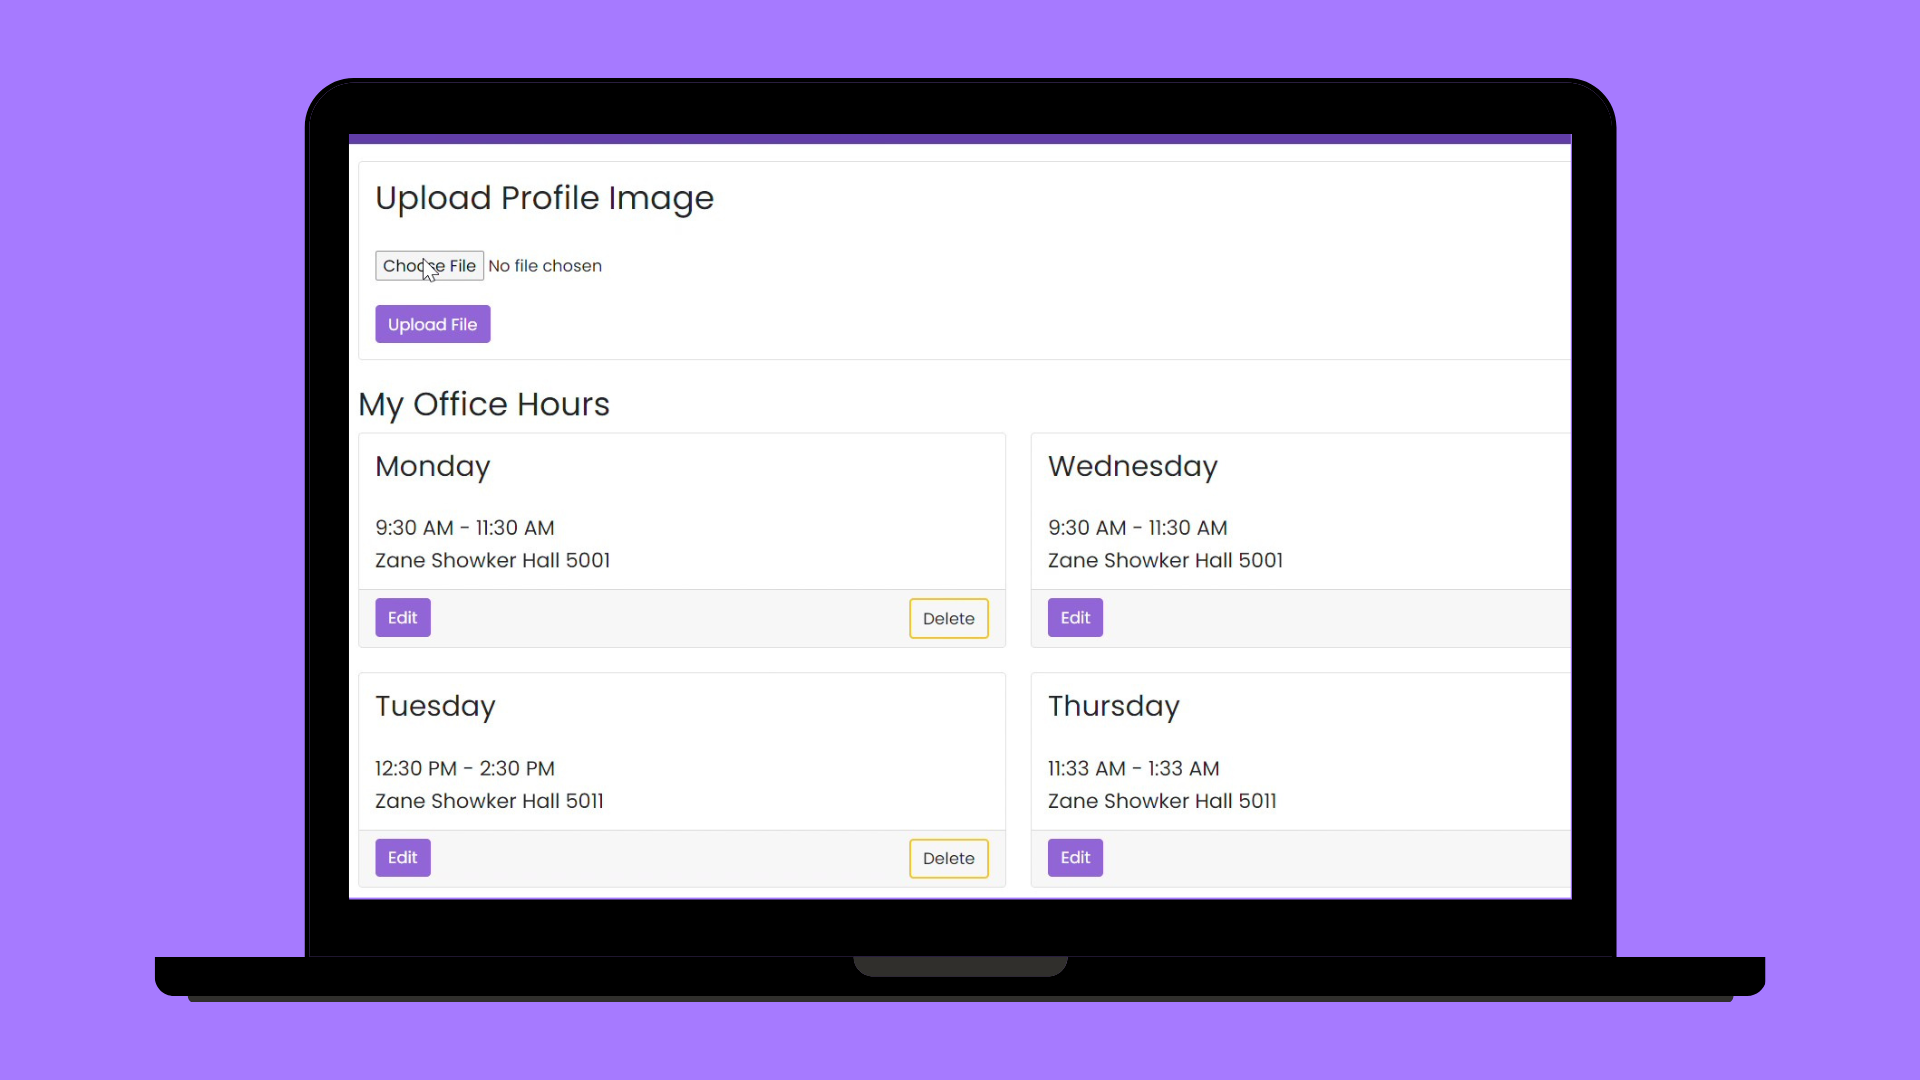 Upload Profile Image
Choose File No file chosen
Upload File
My Office Hours
Monday
9:30 AM - 11:30 AM
Zane Showker Hall 5001
Edit
Delete
Wednesday
9:30 AM - 11:30 AM
Zane Showker Hall 5001
Edit
Tuesday
12:30 PM - 2:30 PM
Zane Showker Hall 5011
Edit
Delete
Thursday
11:33 AM - 1:33 AM
Zane Showker Hall 5011
Edit